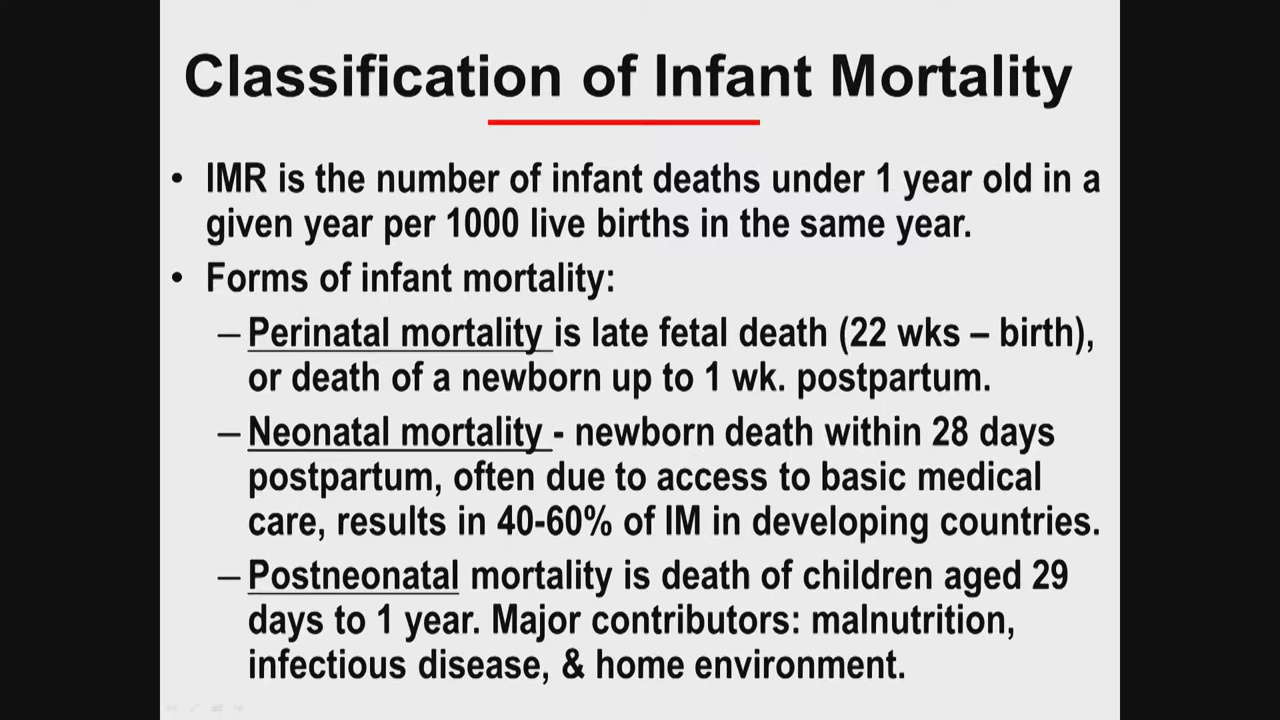 Classification of Infant Mortality
• IMR is the number of infant deaths under 1 year old in a
given year per 1000 live births in the same year.
• Forms of infant mortality:
– Perinatal mortality is late fetal death (22 wks – birth),
or death of a newborn up to 1 wk. postpartum.
– Neonatal mortality - newborn death within 28 days
postpartum, often due to access to basic medical
care, results in 40-60% of IM in developing countries.
– Postneonatal mortality is death of children aged 29
days to 1 year. Major contributors: malnutrition,
infectious disease, & home environment.